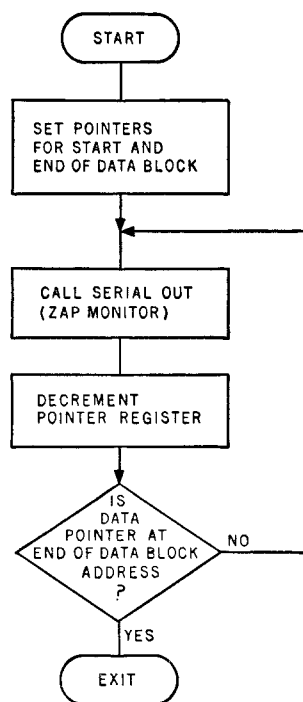 START
SET POINTERS
FOR START AND
END OF DATA BLOCK
CALL SERIAL OUT
(ZAP MONITOR)
DECREMENT
POINTER REGISTER
IS
DATA
POINTER AT
END OF DATA BLOCK
ADDRESS
?
NO
YES
EXIT